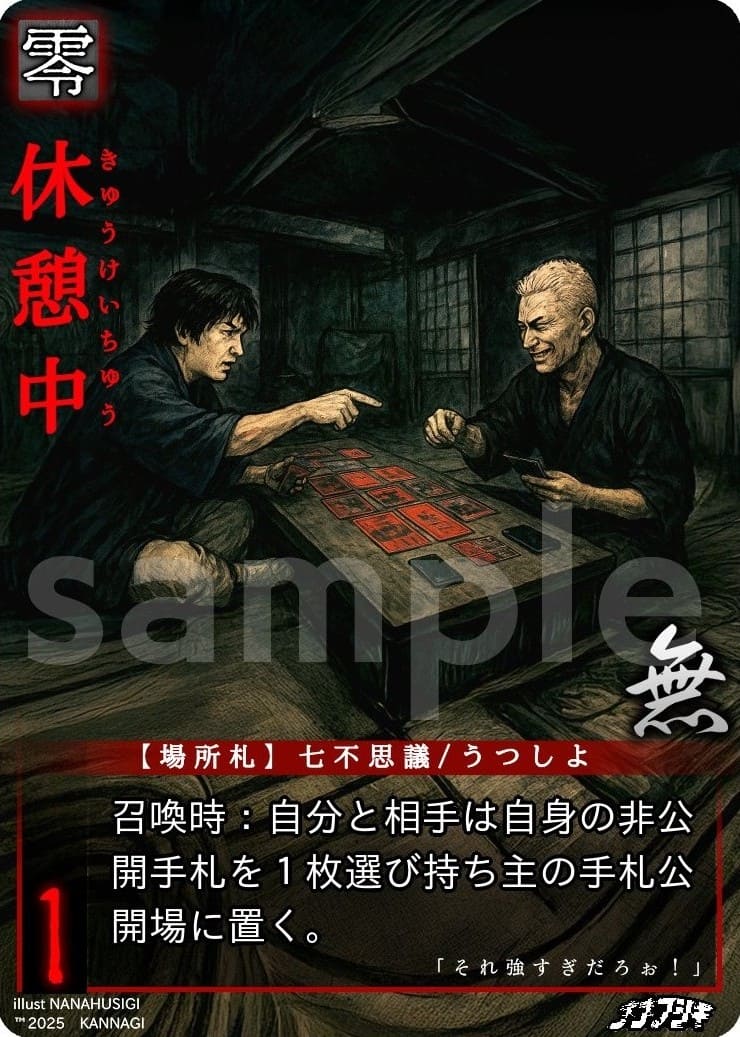 零
休憩中
きゅうけいちゅう
sample
無
【場所札】七不思議/うつしよ
召喚時：自分と相手は自身の非公
開手札を１枚選び持ち主の手札公
開場に置く。
1
「それ強すぎだろぉ！」
illust NANAHUSIGI
™2025 KANNAGI